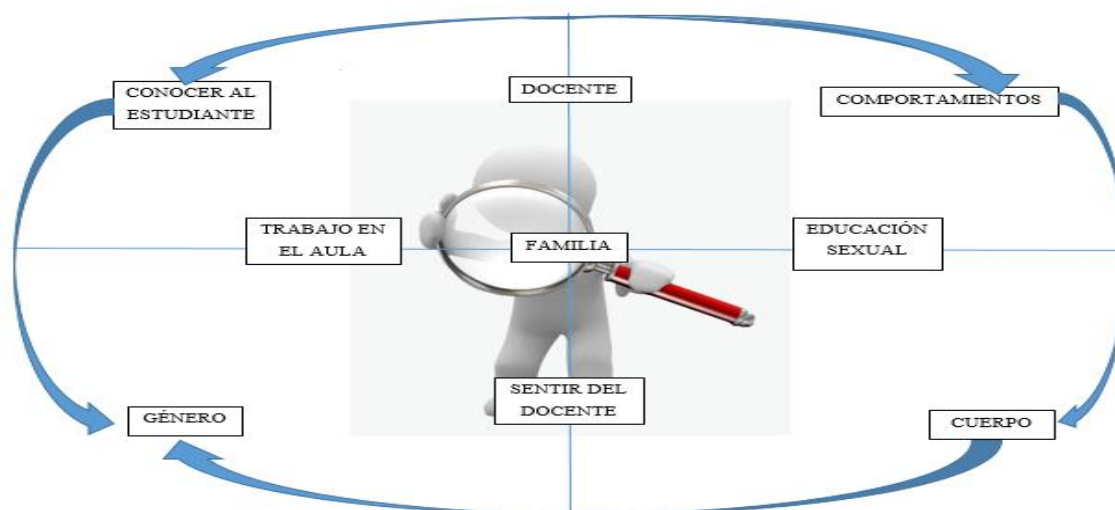 CONOCER AL
ESTUDIANTE
DOCENTE
COMPORTAMIENTOS
TRABAJO EN
EL AULA
FAMILIA
EDUCACIÓN
SEXUAL
GÉNERO
SENTIR DEL
DOCENTE
CUERPO